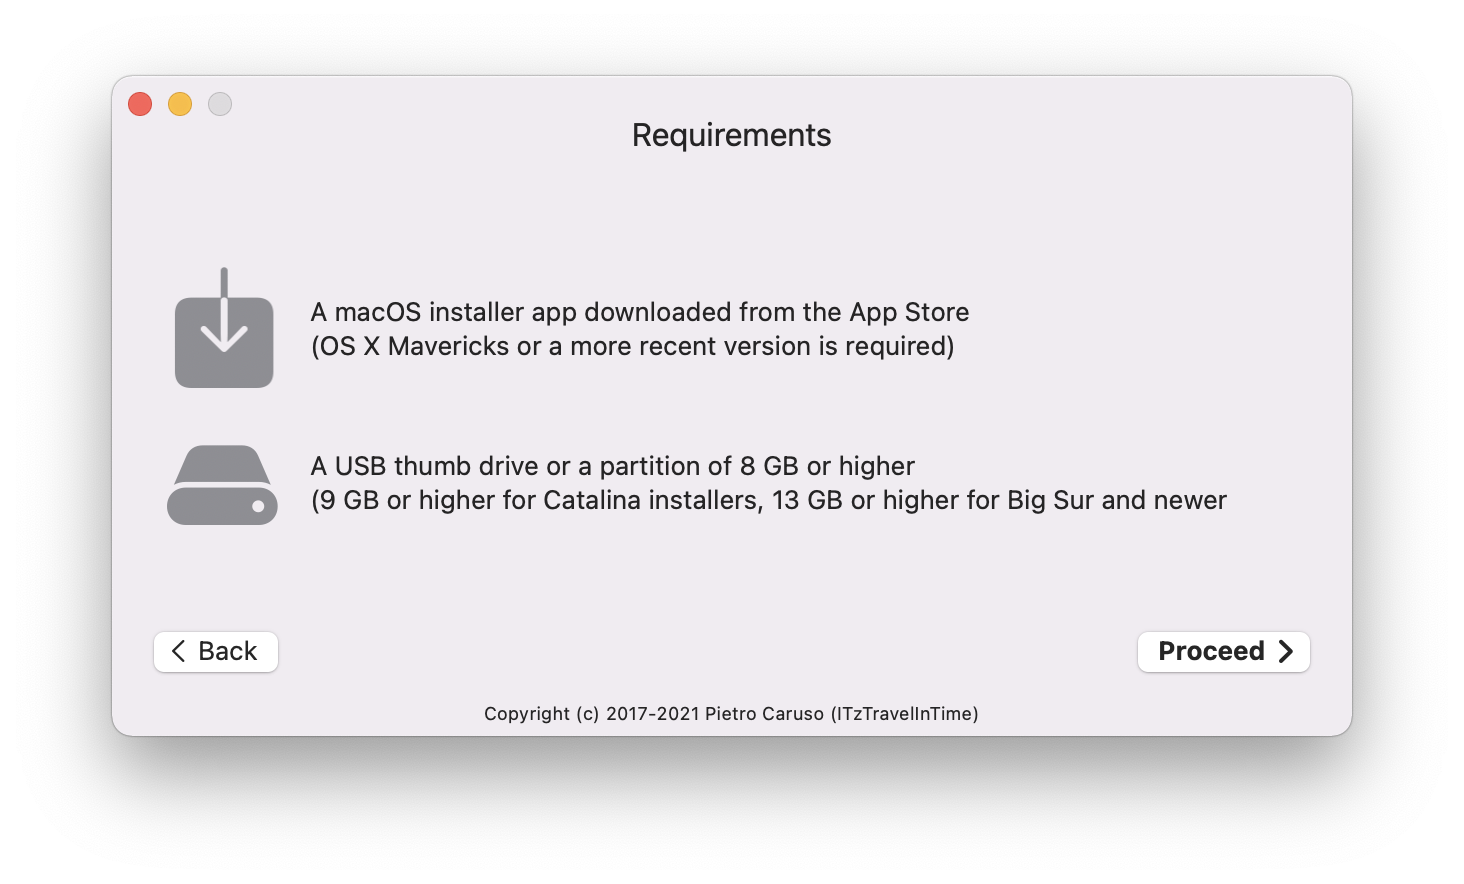 Requirements
A macOS installer app downloaded from the App Store
(OS X Mavericks or a more recent version is required)
A USB thumb drive or a partition of 8 GB or higher
(9 GB or higher for Catalina installers, 13 GB or higher for Big Sur and newer
Back
Proceed
Copyright (c) 2017-2021 Pietro Caruso (ITzTravelInTime)